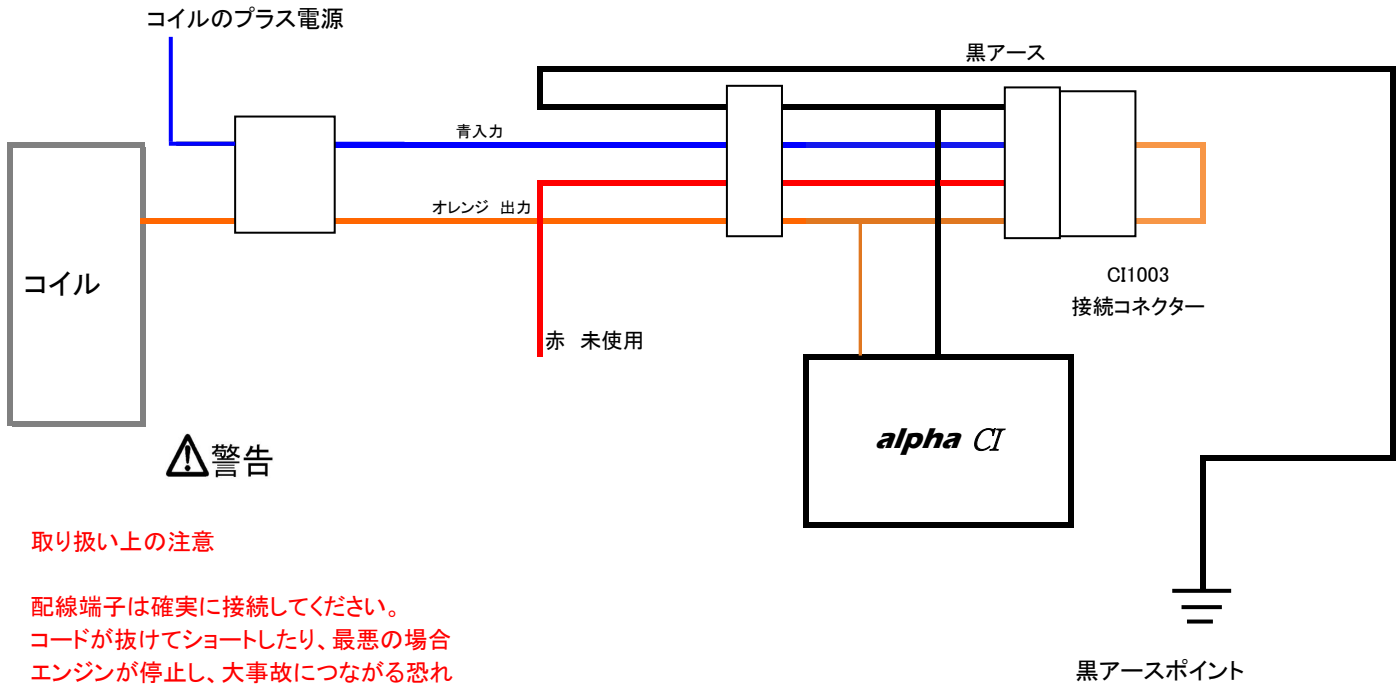 コイルのプラス電源
黒アース
青入力
オレンジ 出力
コイル
CI1003
接続コネクター
赤 未使用
alpha CI
⚠警告
取り扱い上の注意
配線端子は確実に接続してください。
コードが抜けてショートしたり、最悪の場合
エンジンが停止し、大事故につながる恐れ
黒アースポイント